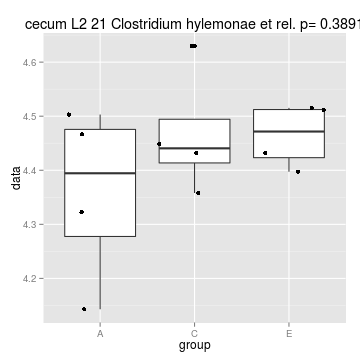 cecum L2 21 Clostridium hylemonae et rel. p= 0.3891
data
4.6
4.5
4.4
4.3
4.2
A C E
group